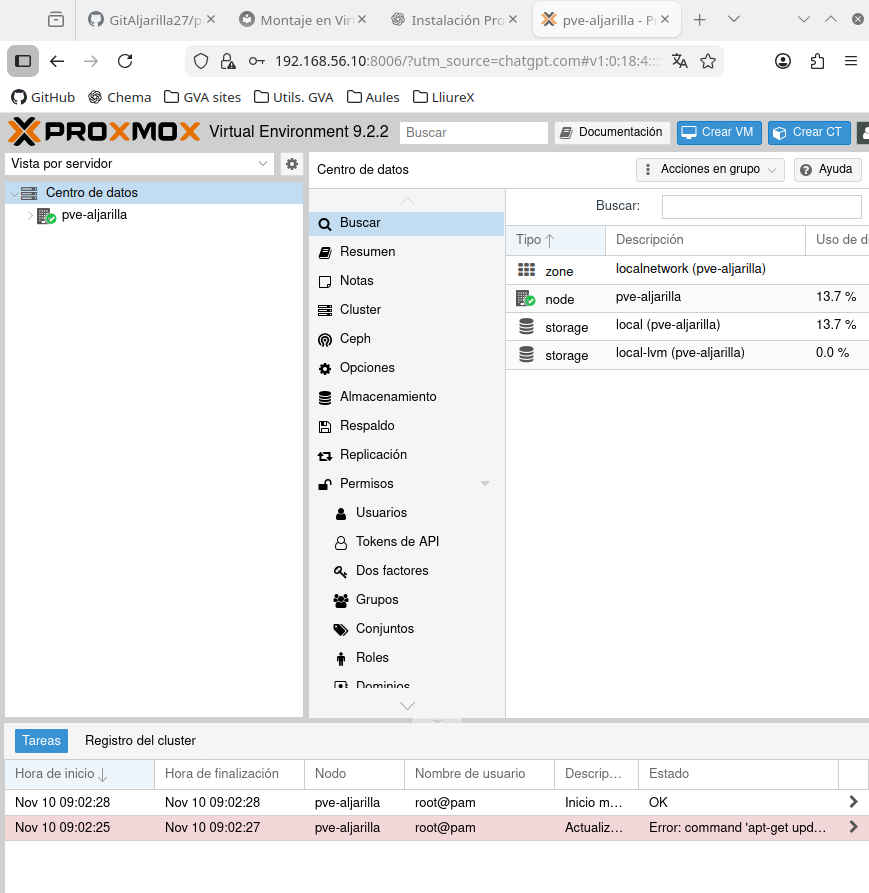 GitAljarilla27/p
Montaje en Vir
Instalación Pro
pve-aljarilla - P
192.168.56.10:8006/?utm_source=chatgpt.com#v1:0:18:4:::
GitHub
Chema
GVA sites
Utils. GVA
Aules
LliureX
PROXMOX Virtual Environment 9.2.2
Buscar
Documentación
Crear VM
Crear CT
Vista por servidor
Centro de datos
Acciones en grupo
Ayuda
Centro de datos
pve-aljarilla
Buscar
Resumen
Notas
Cluster
Ceph
Opciones
Almacenamiento
Respaldo
Replicación
Permisos
Usuarios
Tokens de API
Dos factores
Grupos
Conjuntos
Roles
Dominios
Buscar:
Tipo Descripción Uso de d
zone localnetwork (pve-aljarilla)
node pve-aljarilla 13.7 %
storage local (pve-aljarilla) 13.7 %
storage local-lvm (pve-aljarilla) 0.0 %
Tareas Registro del cluster
Hora de inicio Hora de finalización Nodo Nombre de usuario Descrip... Estado
Nov 10 09:02:28 Nov 10 09:02:28 pve-aljarilla root@pam Inicio m... OK
Nov 10 09:02:25 Nov 10 09:02:27 pve-aljarilla root@pam Actualiz... Error: command 'apt-get upd...